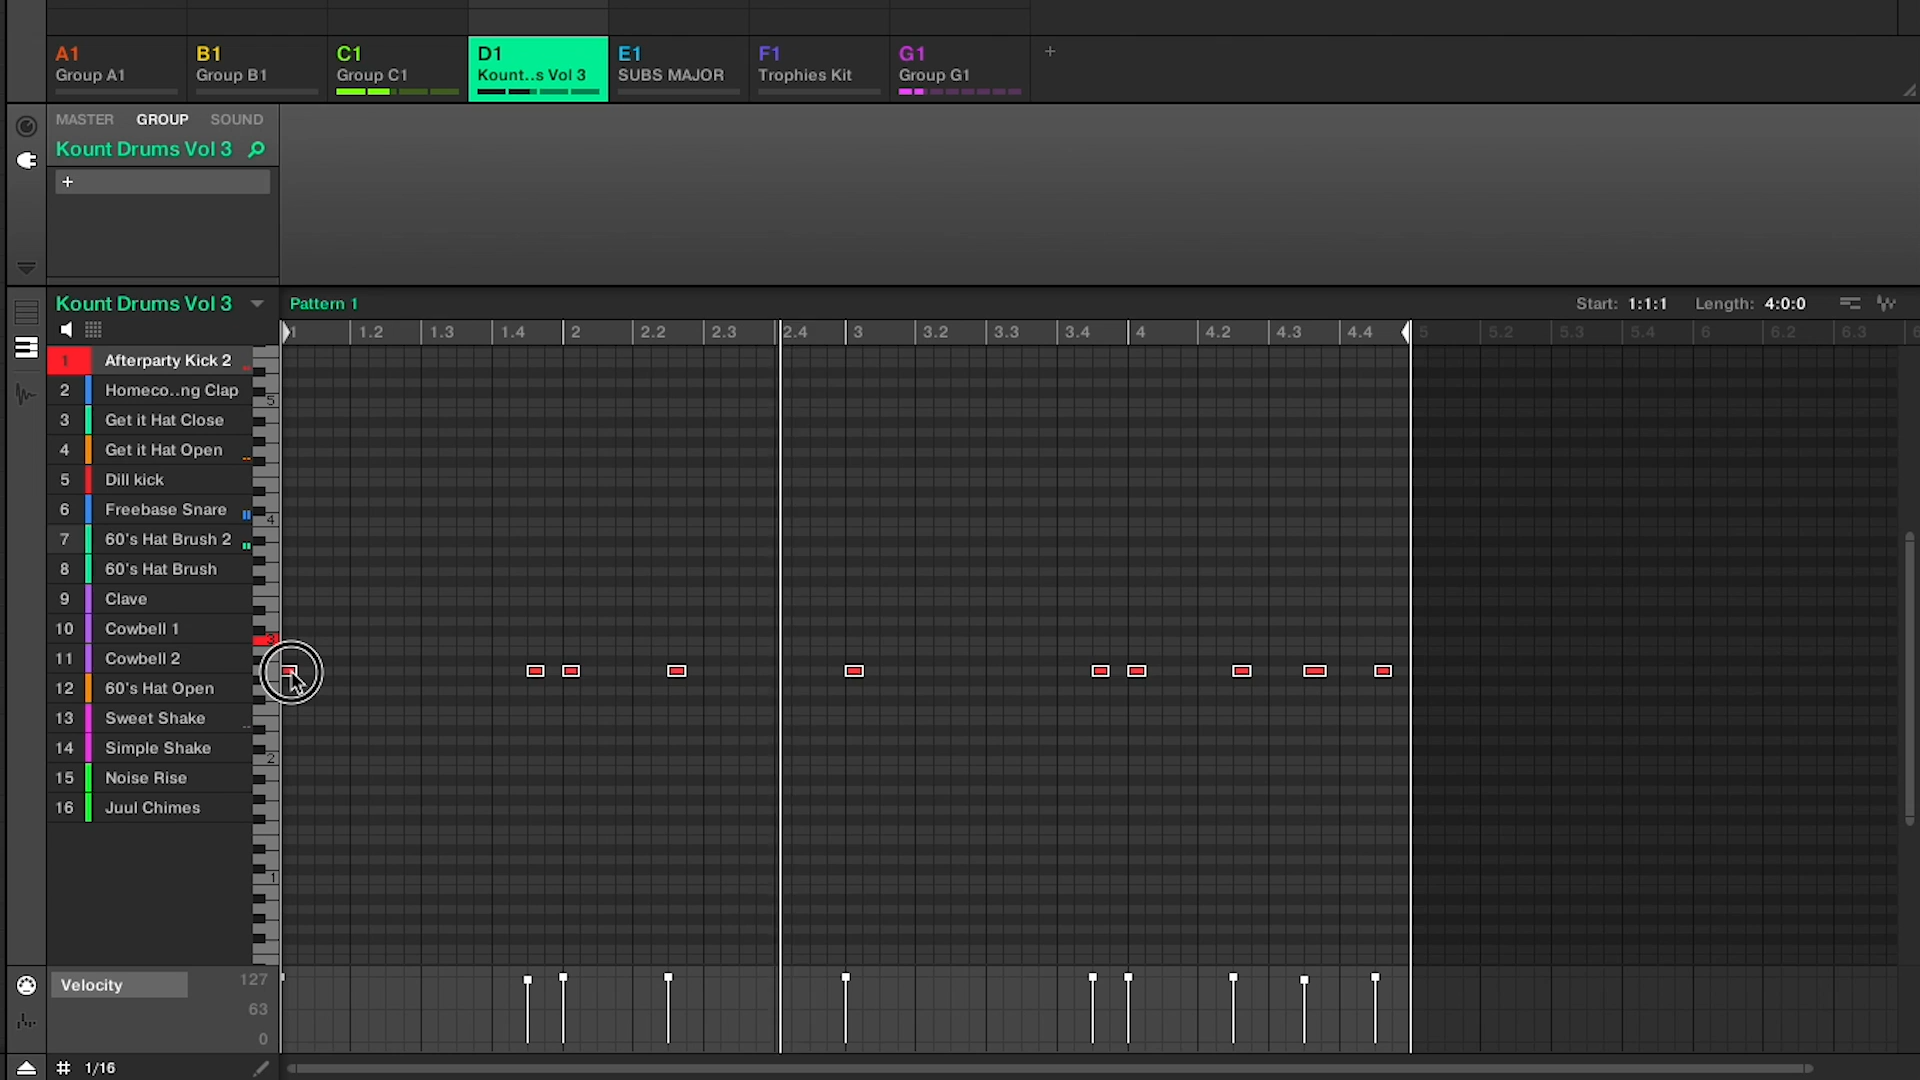 A1 B1 C1 D1 E1 F1 G1 +
Group A1 Group B1 Group C1 Kount..s Vol 3 SUBS MAJOR Trophies Kit Group G1
MASTER GROUP SOUND
Kount Drums Vol 3
+
Kount Drums Vol 3 Pattern 1 Start: 1:1:1 Length: 4:0:0
1 1.2 1.3 1.4 2 2.2 2.3 2.4 3 3.2 3.3 3.4 4 4.2 4.3 4.4 5 5.2 5.3 5.4 6 6.2 6.3
1 Afterparty Kick 2
2 Homeco..ng Clap
5
3 Get it Hat Close
4 Get it Hat Open
5 Dill kick
6 Freebase Snare
4
7 60's Hat Brush 2
8 60's Hat Brush
9 Clave
10 Cowbell 1
3
11 Cowbell 2
12 60's Hat Open
13 Sweet Shake
14 Simple Shake
2
15 Noise Rise
16 Juul Chimes
1
Velocity 127
63
0
1/16